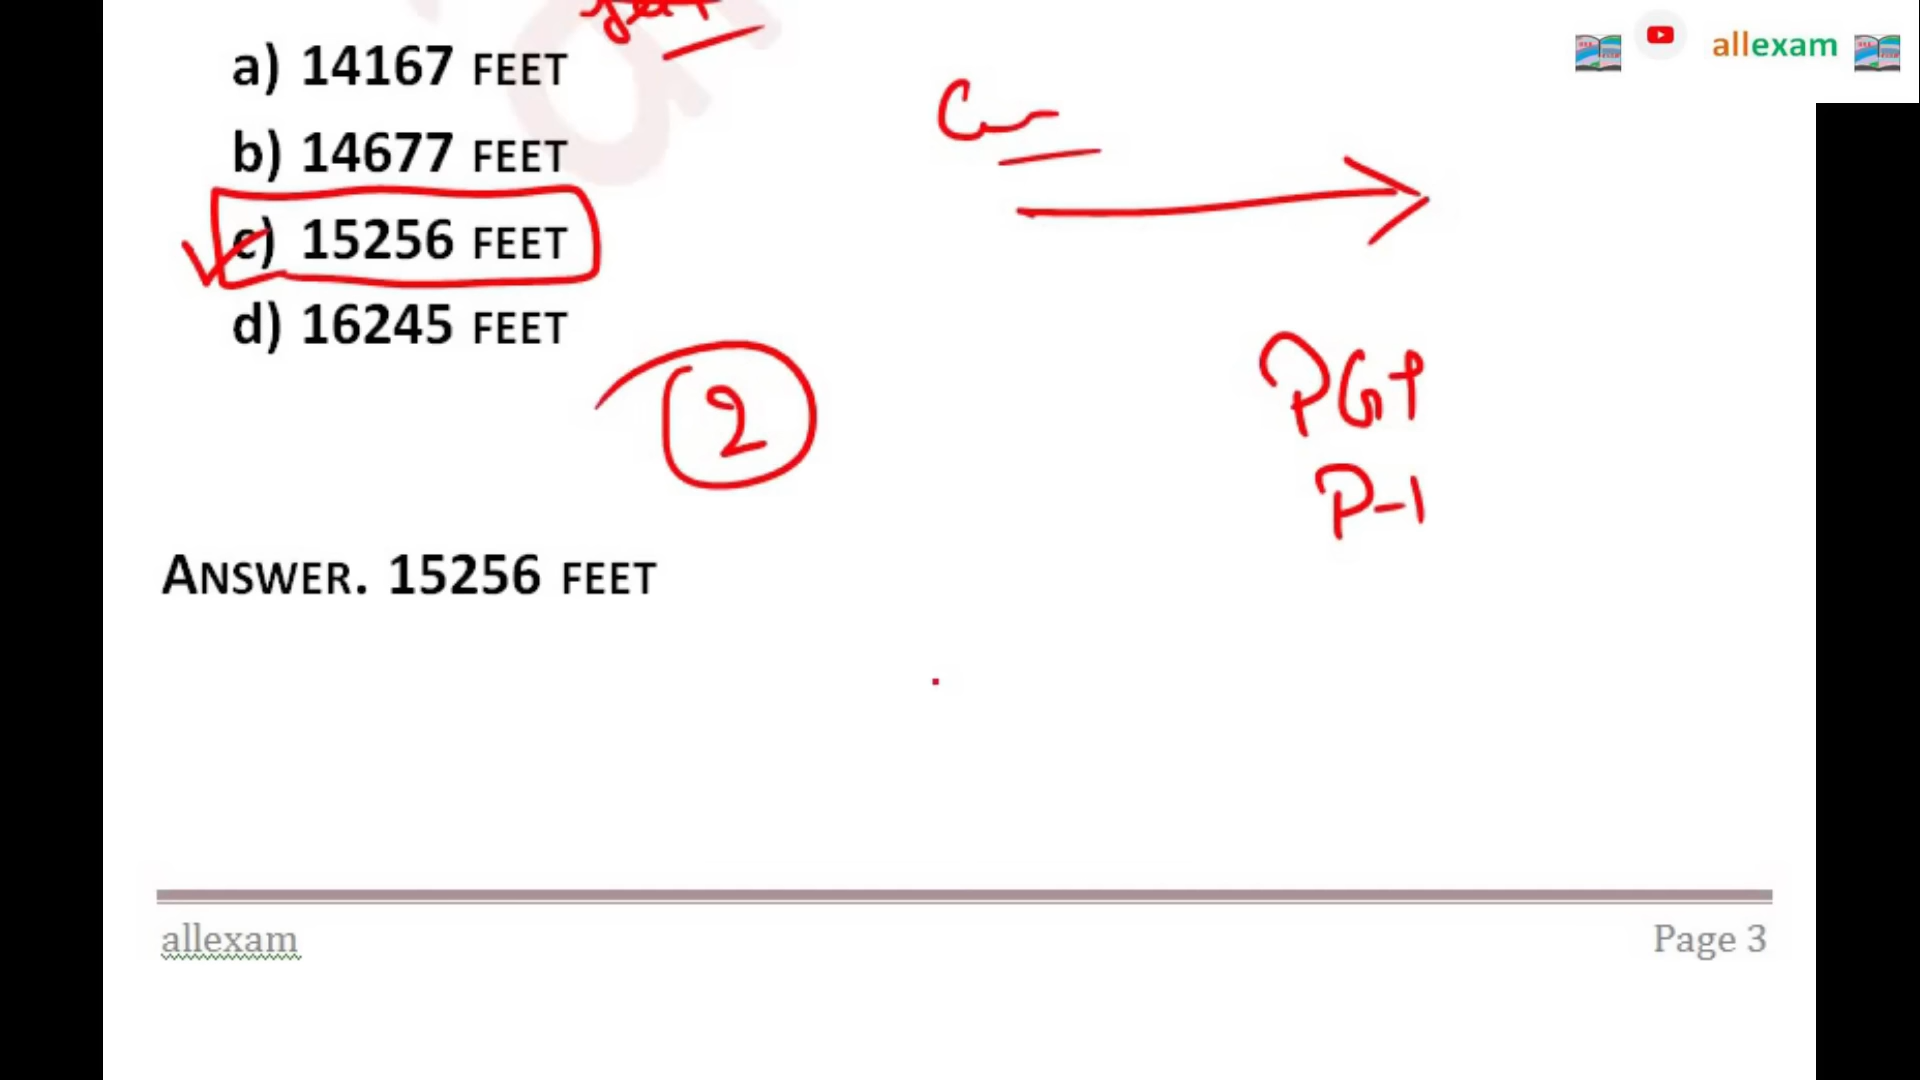 allexam
a) 14167 FEET
b) 14677 FEET
c) 15256 FEET
d) 16245 FEET
2
PGT
P-1
ANSWER. 15256 FEET
allexam
Page 3